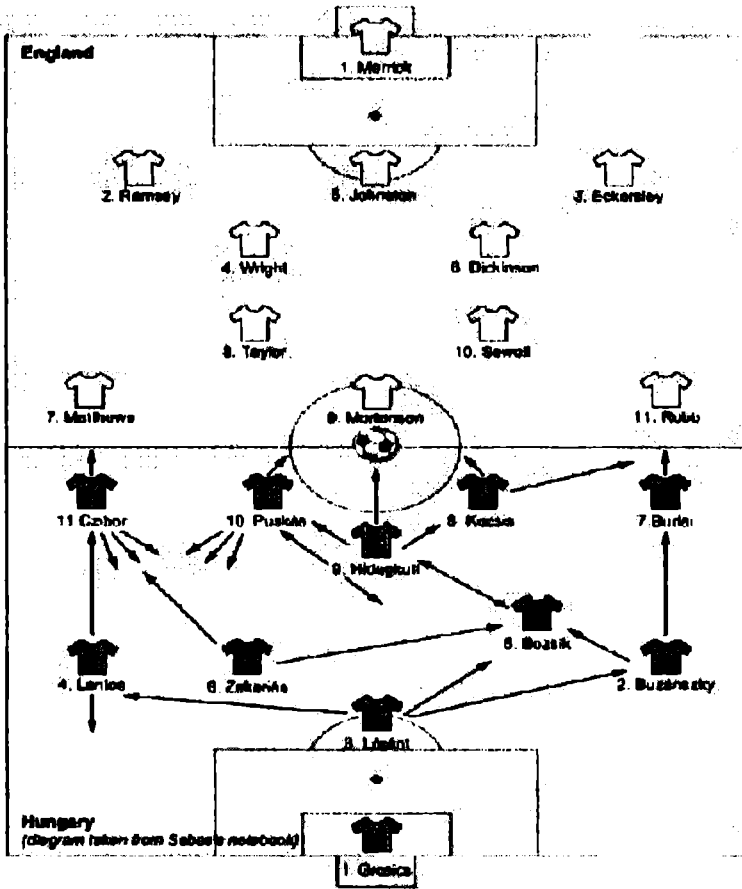 England
1. Merrick
2. Ramsey
5. Johnston
3. Eckersley
4. Wright
6. Dickinson
8. Taylor
10. Sewell
7. Matthews
9. Mortenson
11. Robb
11 Czibor
10. Puskás
8. Kocsis
7. Budai
9. Hidegkuti
5. Bozsik
4. Lantos
6. Zakariás
2. Buzánszky
3. Lóránt
Hungary
(diagram taken from Sebes's notebook)
1. Grosics